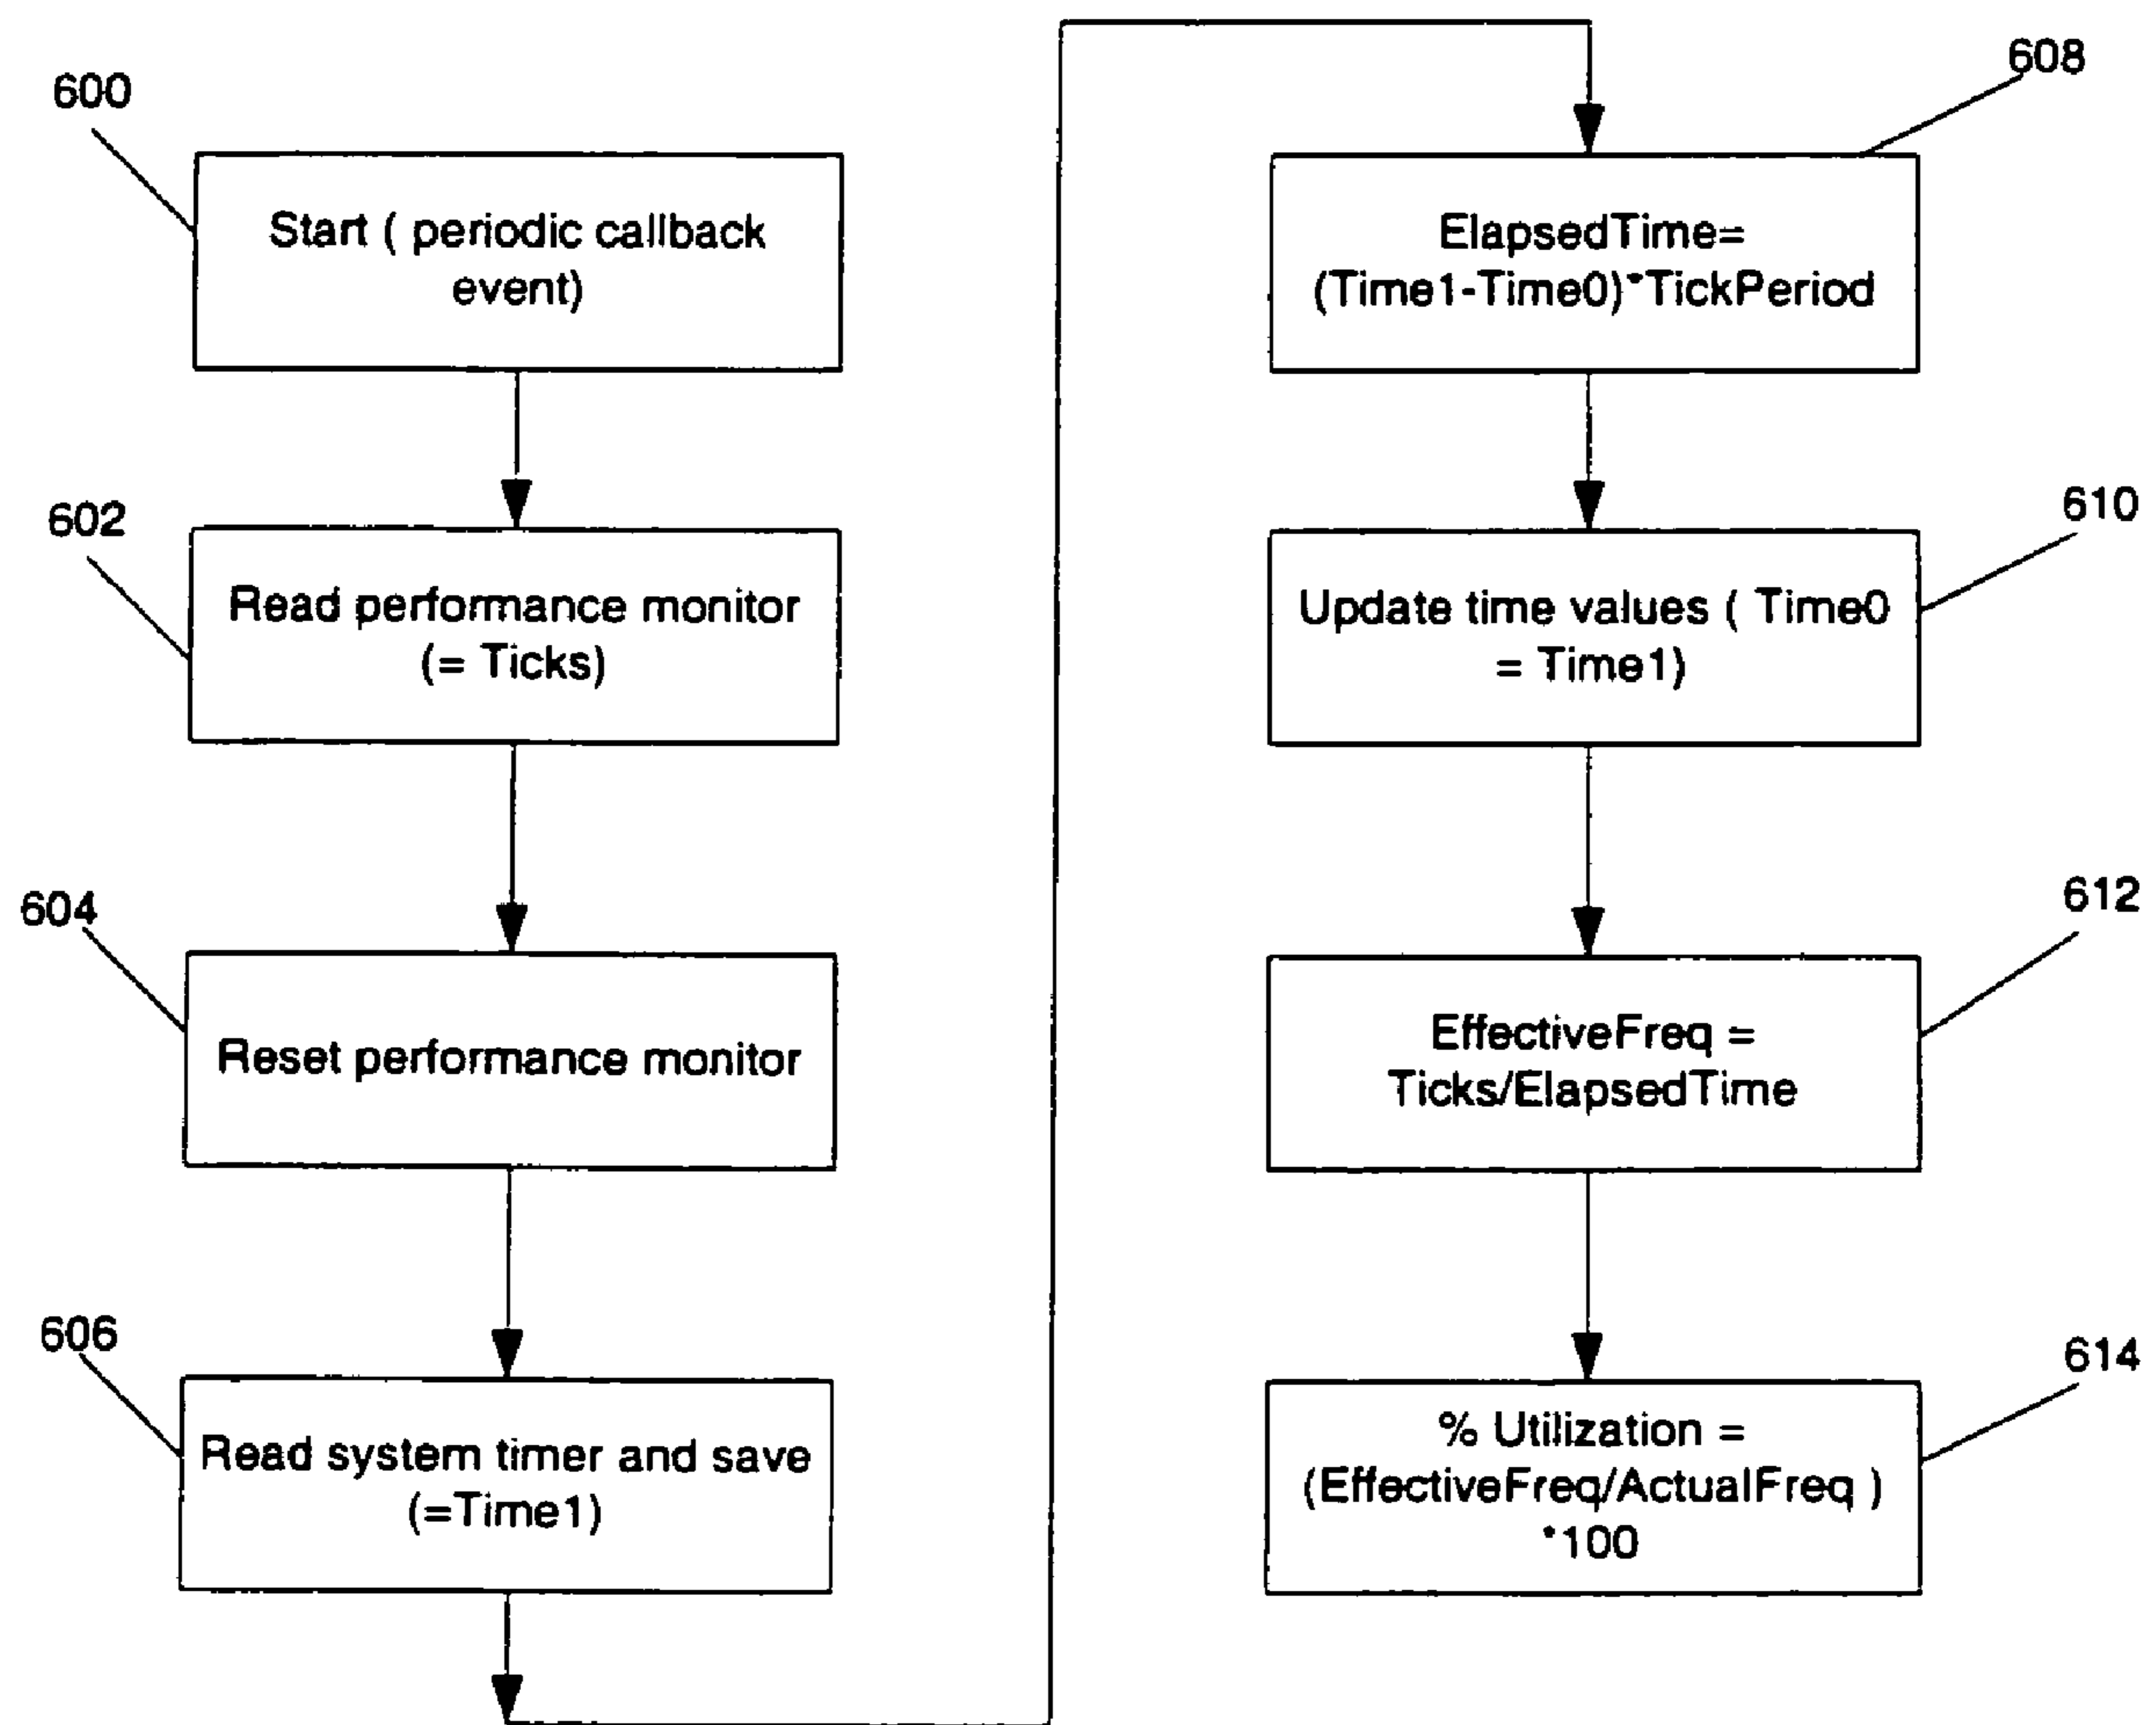 600
Start ( periodic callback
event)
602
Read performance monitor
(= Ticks)
604
Reset performance monitor
606
Read system timer and save
(=Time1)
608
ElapsedTime=
(Time1-Time0)*TickPeriod
610
Update time values ( Time0
= Time1)
612
EffectiveFreq =
Ticks/ElapsedTime
614
% Utilization =
(EffectiveFreq/ActualFreq )
*100